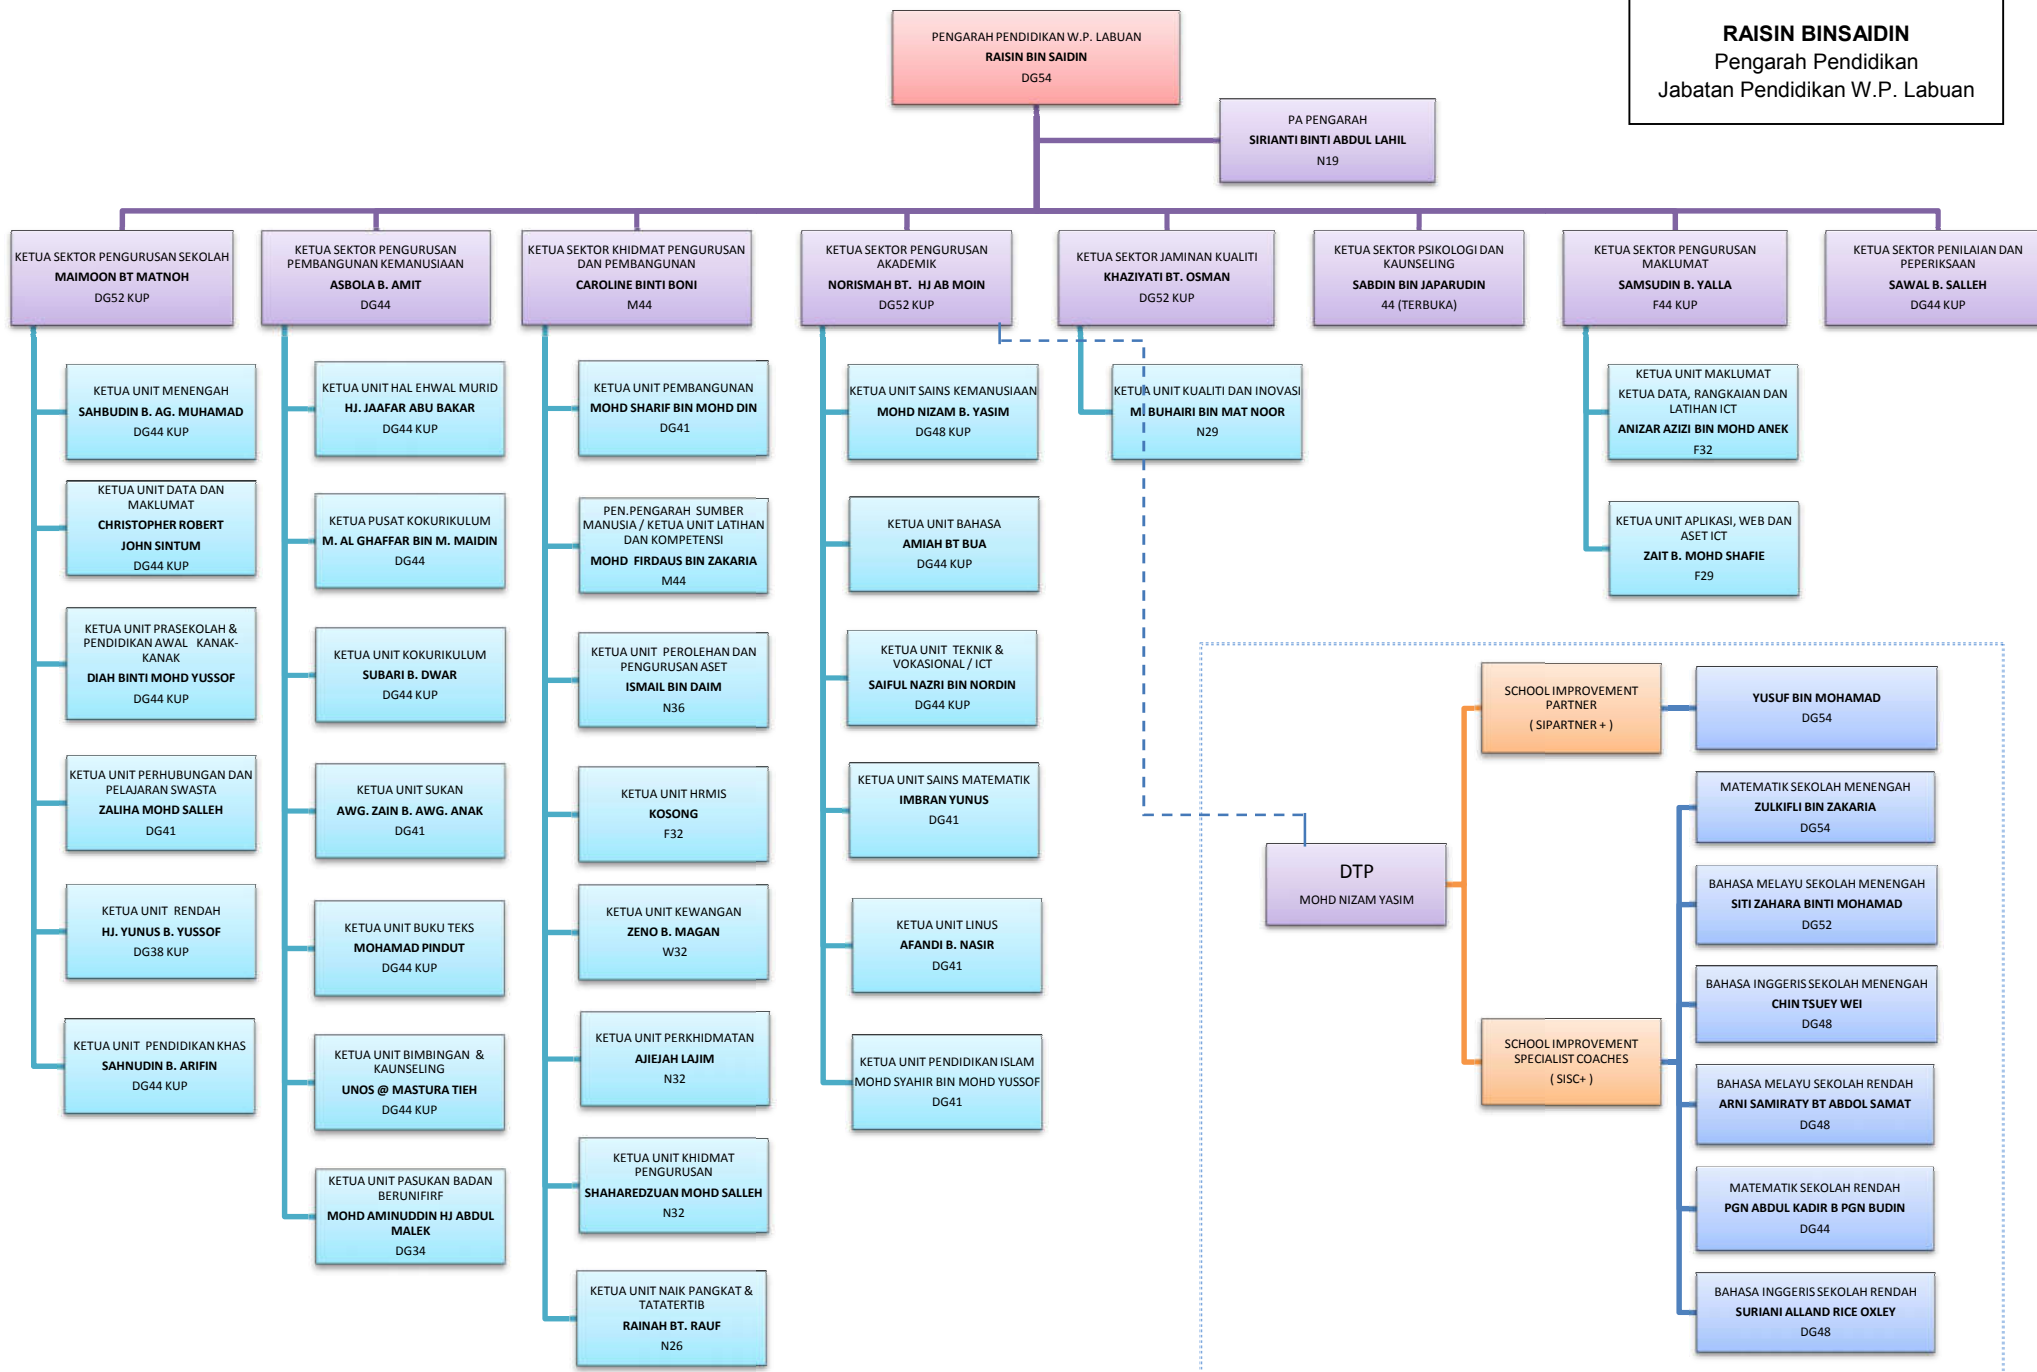 PENGARAH PENDIDIKAN W.P. LABUAN
RAISIN BIN SAIDIN
DG54
RAISIN BINSAIDIN
Pengarah Pendidikan
Jabatan Pendidikan W.P. Labuan
PA PENGARAH
SIRIANTI BINTI ABDUL LAHIL
N19
KETUA SEKTOR PENGURUSAN SEKOLAH
MAIMOON BT MATNOH
DG52 KUP
KETUA SEKTOR PENGURUSAN
PEMBANGUNAN KEMANUSIAAN
ASBOLA B. AMIT
DG44
KETUA SEKTOR KHIDMAT PENGURUSAN
DAN PEMBANGUNAN
CAROLINE BINTI BONI
M44
KETUA SEKTOR PENGURUSAN
AKADEMIK
NORISMAH BT. HJ AB MOIN
DG52 KUP
KETUA SEKTOR JAMINAN KUALITI
KHAZIYATI BT. OSMAN
DG52 KUP
KETUA SEKTOR PSIKOLOGI DAN
KAUNSELING
SABDIN BIN JAPARUDIN
44 (TERBUKA)
KETUA SEKTOR PENGURUSAN
MAKLUMAT
SAMSUDIN B. YALLA
F44 KUP
KETUA SEKTOR PENILAIAN DAN
PEPERIKSAAN
SAWAL B. SALLEH
DG44 KUP
KETUA UNIT MENENGAH
SAHBUDIN B. AG. MUHAMAD
DG44 KUP
KETUA UNIT DATA DAN
MAKLUMAT
CHRISTOPHER ROBERT
JOHN SINTUM
DG44 KUP
KETUA UNIT PRASEKOLAH &
PENDIDIKAN AWAL KANAK-
KANAK
DIAH BINTI MOHD YUSSOF
DG44 KUP
KETUA UNIT PERHUBUNGAN DAN
PELAJARAN SWASTA
ZALIHA MOHD SALLEH
DG41
KETUA UNIT RENDAH
HJ. YUNUS B. YUSSOF
DG38 KUP
KETUA UNIT PENDIDIKAN KHAS
SAHNUDIN B. ARIFIN
DG44 KUP
KETUA UNIT HAL EHWAL MURID
HJ. JAAFAR ABU BAKAR
DG44 KUP
KETUA PUSAT KOKURIKULUM
M. AL GHAFFAR BIN M. MAIDIN
DG44
KETUA UNIT KOKURIKULUM
SUBARI B. DWAR
DG44 KUP
KETUA UNIT SUKAN
AWG. ZAIN B. AWG. ANAK
DG41
KETUA UNIT BUKU TEKS
MOHAMAD PINDUT
DG44 KUP
KETUA UNIT BIMBINGAN &
KAUNSELING
UNOS @ MASTURA TIEH
DG44 KUP
KETUA UNIT PASUKAN BADAN
BERUNIFIRF
MOHD AMINUDDIN HJ ABDUL
MALEK
DG34
KETUA UNIT PEMBANGUNAN
MOHD SHARIF BIN MOHD DIN
DG41
PEN.PENGARAH SUMBER
MANUSIA / KETUA UNIT LATIHAN
DAN KOMPETENSI
MOHD FIRDAUS BIN ZAKARIA
M44
KETUA UNIT PEROLEHAN DAN
PENGURUSAN ASET
ISMAIL BIN DAIM
N36
KETUA UNIT HRMIS
KOSONG
F32
KETUA UNIT KEWANGAN
ZENO B. MAGAN
W32
KETUA UNIT PERKHIDMATAN
AJIEJAH LAJIM
N32
KETUA UNIT KHIDMAT
PENGURUSAN
SHAHAREDZUAN MOHD SALLEH
N32
KETUA UNIT NAIK PANGKAT &
TATATERTIB
RAINAH BT. RAUF
N26
KETUA UNIT SAINS KEMANUSIAAN
MOHD NIZAM B. YASIM
DG48 KUP
KETUA UNIT BAHASA
AMIAH BT BUA
DG44 KUP
KETUA UNIT TEKNIK &
VOKASIONAL / ICT
SAIFUL NAZRI BIN NORDIN
DG44 KUP
KETUA UNIT SAINS MATEMATIK
IMBRAN YUNUS
DG41
KETUA UNIT LINUS
AFANDI B. NASIR
DG41
KETUA UNIT PENDIDIKAN ISLAM
MOHD SYAHIR BIN MOHD YUSSOF
DG41
KETUA UNIT KUALITI DAN INOVASI
M. BUHAIRI BIN MAT NOOR
N29
KETUA UNIT MAKLUMAT
KETUA DATA, RANGKAIAN DAN
LATIHAN ICT
ANIZAR AZIZI BIN MOHD ANEK
F32
KETUA UNIT APLIKASI, WEB DAN
ASET ICT
ZAIT B. MOHD SHAFIE
F29
DTP
MOHD NIZAM YASIM
SCHOOL IMPROVEMENT
PARTNER
( SIPARTNER + )
YUSUF BIN MOHAMAD
DG54
SCHOOL IMPROVEMENT
SPECIALIST COACHES
( SISC+ )
MATEMATIK SEKOLAH MENENGAH
ZULKIFLI BIN ZAKARIA
DG54
BAHASA MELAYU SEKOLAH MENENGAH
SITI ZAHARA BINTI MOHAMAD
DG52
BAHASA INGGERIS SEKOLAH MENENGAH
CHIN TSUEY WEI
DG48
BAHASA MELAYU SEKOLAH RENDAH
ARNI SAMIRATY BT ABDOL SAMAT
DG48
MATEMATIK SEKOLAH RENDAH
PGN ABDUL KADIR B PGN BUDIN
DG44
BAHASA INGGERIS SEKOLAH RENDAH
SURIANI ALLAND RICE OXLEY
DG48